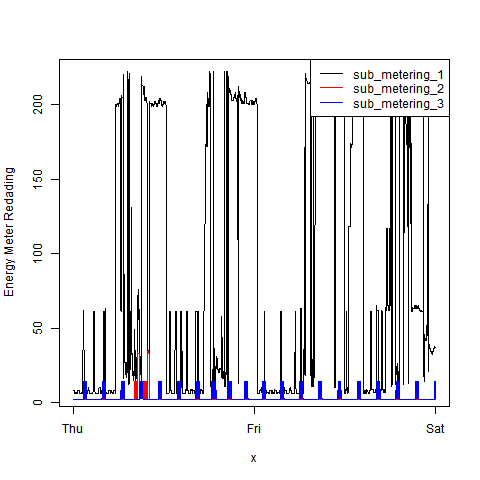 sub_metering_1
sub_metering_2
sub_metering_3
Energy Meter Redading
200
150
100
50
0
Thu Fri Sat
x